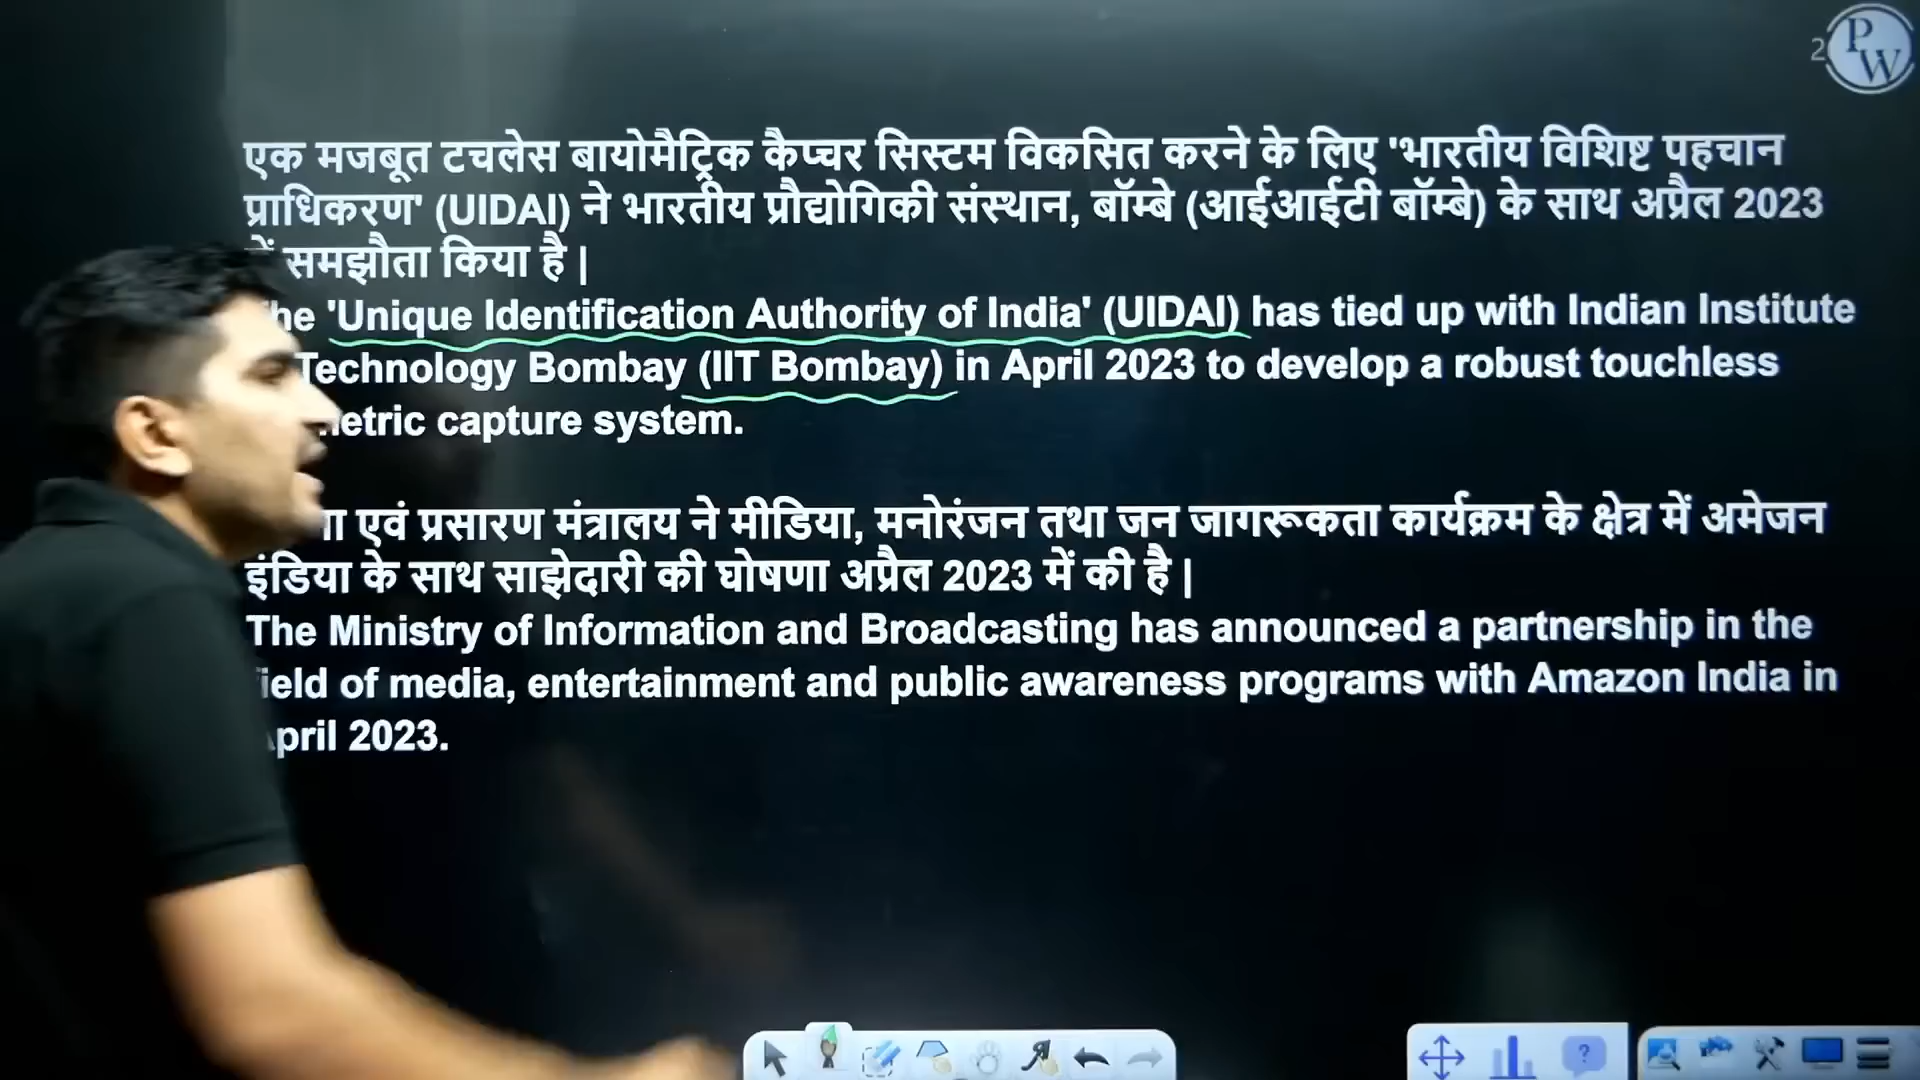 2
PW
एक मजबूत टचलेस बायोमैट्रिक कैप्चर सिस्टम विकसित करने के लिए 'भारतीय विशिष्ट पहचान
प्राधिकरण' (UIDAI) ने भारतीय प्रौद्योगिकी संस्थान, बॉम्बे (आईआईटी बॉम्बे) के साथ अप्रैल 2023
समझौता किया है |
'Unique Identification Authority of India' (UIDAI) has tied up with Indian Institute
Technology Bombay (IIT Bombay) in April 2023 to develop a robust touchless
capture system.
एवं प्रसारण मंत्रालय ने मीडिया, मनोरंजन तथा जन जागरूकता कार्यक्रम के क्षेत्र में अमेजन
इंडिया के साथ साझेदारी की घोषणा अप्रैल 2023 में की है |
The Ministry of Information and Broadcasting has announced a partnership in the
field of media, entertainment and public awareness programs with Amazon India in
April 2023.